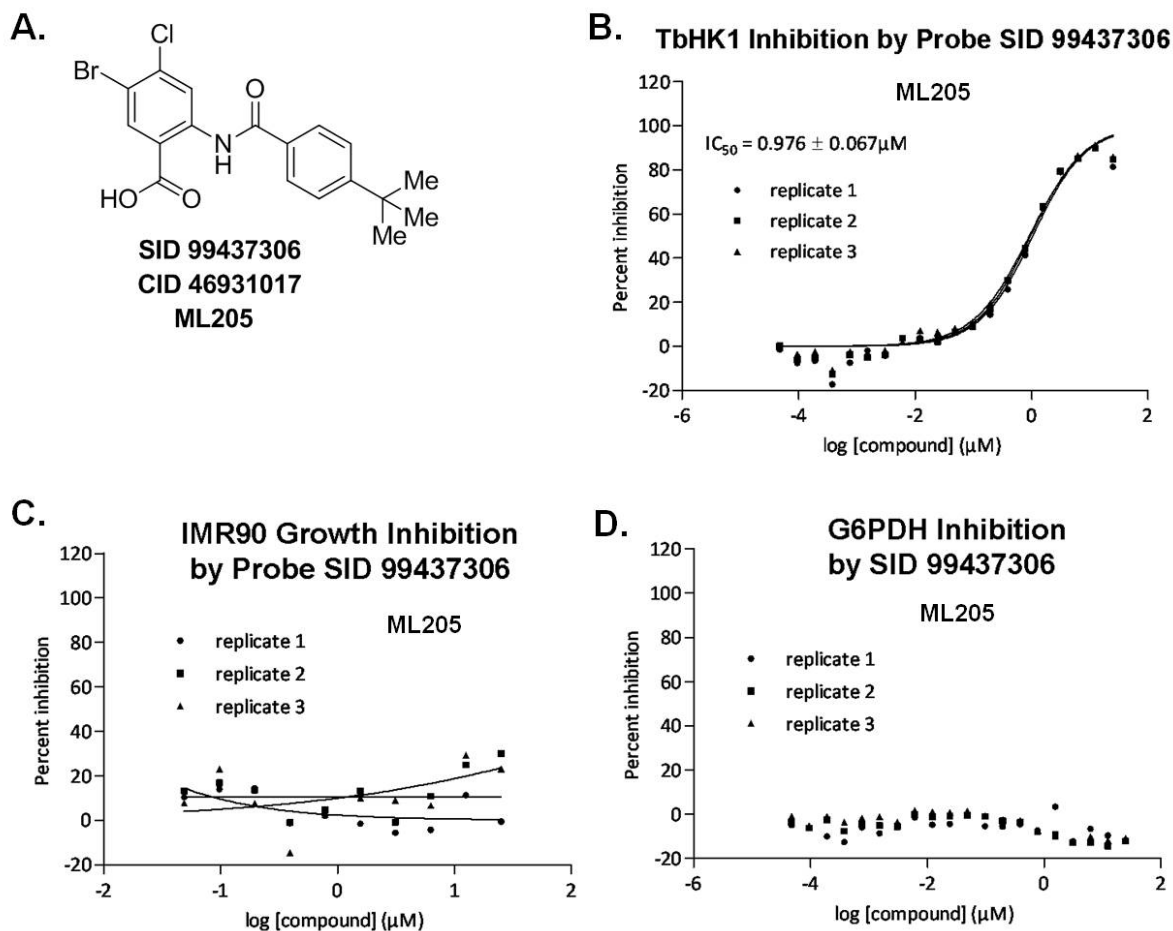 A.
Cl
Br
O
N
H
HO
O
Me
Me
Me
SID 99437306
CID 46931017
ML205
B.
TbHK1 Inhibition by Probe SID 99437306
ML205
IC50 = 0.976 ± 0.067µM
replicate 1
replicate 2
replicate 3
Percent inhibition
120
100
80
60
40
20
0
-20
-6
-4
-2
0
2
log [compound] (µM)
C.
IMR90 Growth Inhibition
by Probe SID 99437306
ML205
replicate 1
replicate 2
replicate 3
Percent inhibition
120
100
80
60
40
20
0
-20
-2
-1
0
1
2
log [compound] (µM)
D.
G6PDH Inhibition
by SID 99437306
ML205
replicate 1
replicate 2
replicate 3
Percent inhibition
120
100
80
60
40
20
0
-20
-6
-4
-2
0
2
log [compound] (µM)